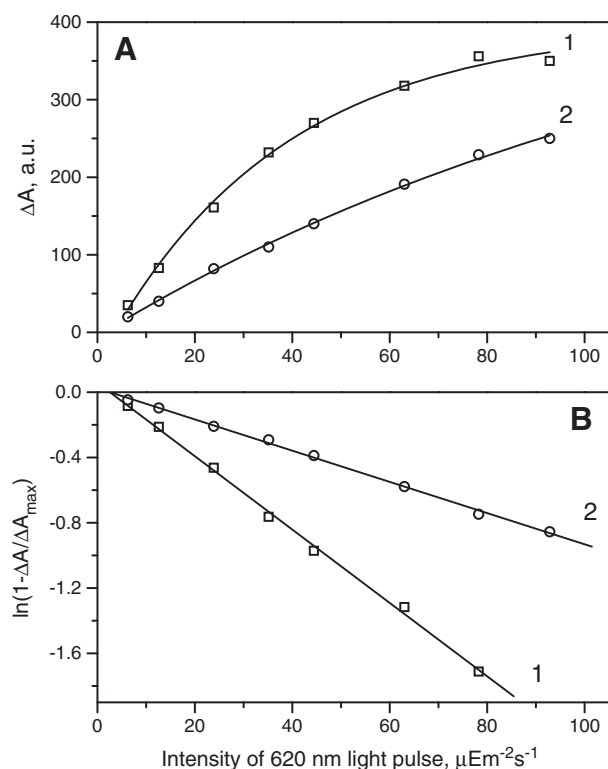 400
300
200
100
0
ΔA, a.u.
A
1
2
0 20 40 60 80 100
0.0
-0.4
-0.8
-1.2
-1.6
ln(1-ΔA/ΔAmax)
B
2
1
0 20 40 60 80 100
Intensity of 620 nm light pulse, μEm-2s-1